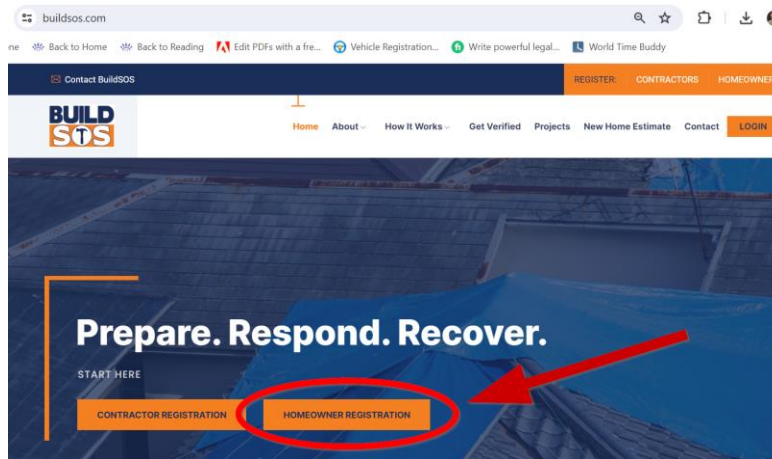 buildsos.com
ne Back to Home Back to Reading Edit PDFs with a fre... Vehicle Registration... Write powerful legal... World Time Buddy
Contact BuildSOS REGISTER: CONTRACTORS HOMEOWNER
BUILD
SOS
Home About How It Works Get Verified Projects New Home Estimate Contact LOGIN
Prepare. Respond. Recover.
START HERE
CONTRACTOR REGISTRATION HOMEOWNER REGISTRATION